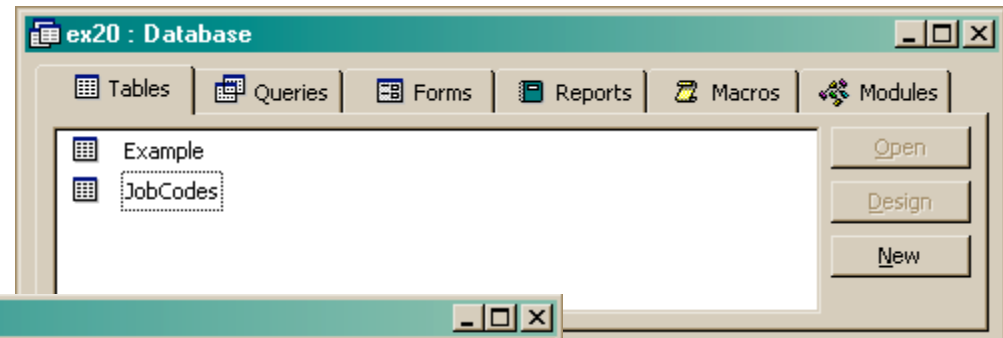 ex20 : Database
Tables Queries Forms Reports Macros Modules
Example
JobCodes
Open
Design
New